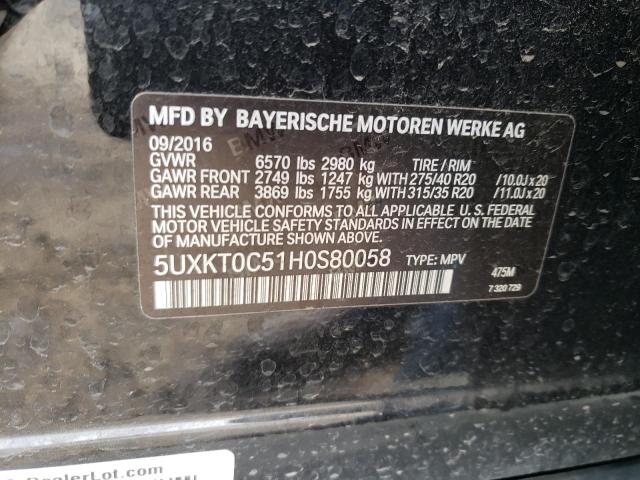 MFD BY BAYERISCHE MOTOREN WERKE AG
09/2016
GVWR 6570 lbs 2980 kg TIRE / RIM
GAWR FRONT 2749 lbs 1247 kg WITH 275/40 R20 / 10.0J x 20
GAWR REAR 3869 lbs 1755 kg WITH 315/35 R20 / 11.0J x 20
THIS VEHICLE CONFORMS TO ALL APPLICABLE U. S. FEDERAL
MOTOR VEHICLE SAFETY STANDARDS IN EFFECT ON THE
DATE OF MANUFACTURE SHOWN ABOVE.
5UXKT0C51H0S80058 TYPE: MPV
475M
7 320 729
DealerLot.com